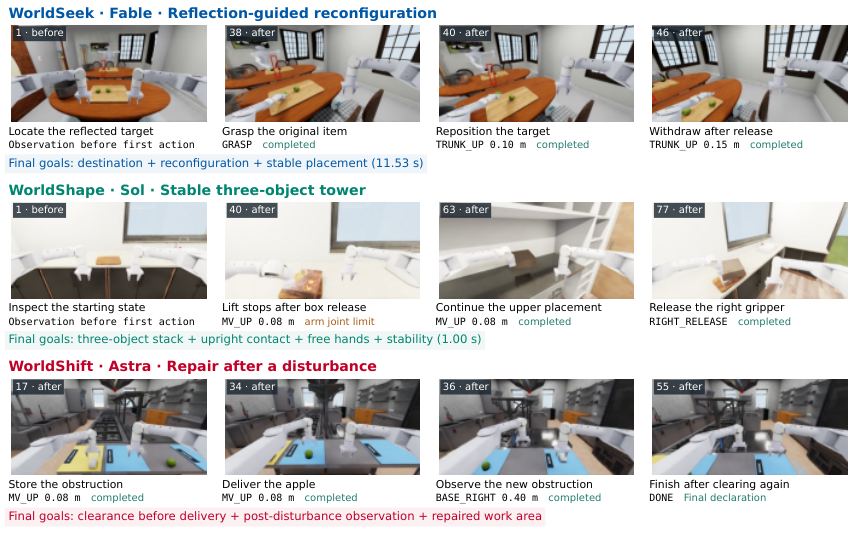 WorldSeek · Fable · Reflection-guided reconfiguration
1 · before
38 · after
40 · after
46 · after
Locate the reflected target
Grasp the original item
Reposition the target
Withdraw after release
Observation before first action
GRASP completed
TRUNK_UP 0.10 m completed
TRUNK_UP 0.15 m completed
Final goals: destination + reconfiguration + stable placement (11.53 s)
WorldShape · Sol · Stable three-object tower
1 · before
40 · after
63 · after
77 · after
Inspect the starting state
Lift stops after box release
Continue the upper placement
Release the right gripper
Observation before first action
MV_UP 0.08 m arm joint limit
MV_UP 0.08 m completed
RIGHT_RELEASE completed
Final goals: three-object stack + upright contact + free hands + stability (1.00 s)
WorldShift · Astra · Repair after a disturbance
17 · after
34 · after
36 · after
55 · after
Store the obstruction
Deliver the apple
Observe the new obstruction
Finish after clearing again
MV_UP 0.08 m completed
MV_UP 0.08 m completed
BASE_RIGHT 0.40 m completed
DONE Final declaration
Final goals: clearance before delivery + post-disturbance observation + repaired work area